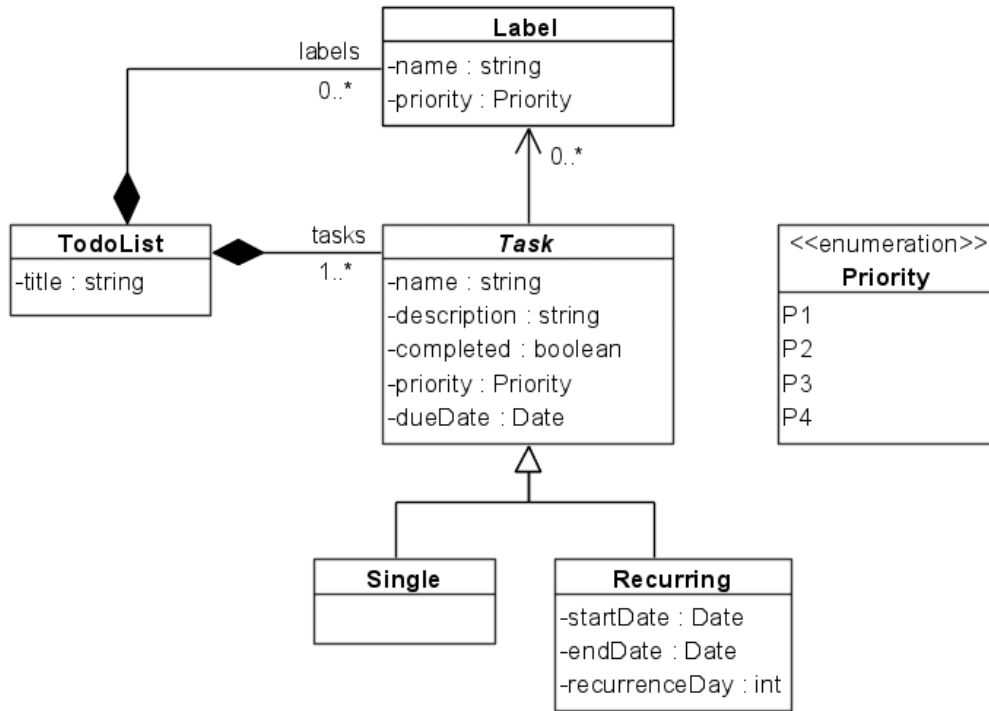 Label
-name : string
-priority : Priority
labels
0..*
0..*
TodoList
-title : string
tasks
1..*
Task
-name : string
-description : string
-completed : boolean
-priority : Priority
-dueDate : Date
<<enumeration>>
Priority
P1
P2
P3
P4
Single
Recurring
-startDate : Date
-endDate : Date
-recurrenceDay : int